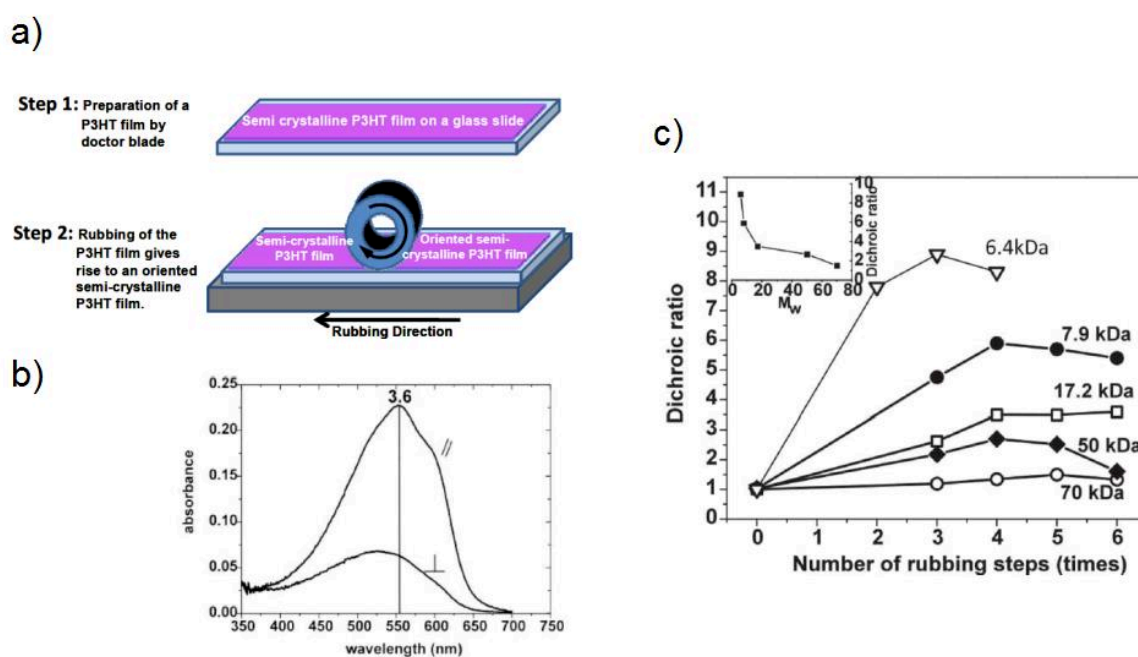 a)
Step 1: Preparation of a
P3HT film by
doctor blade
Semi crystalline P3HT film on a glass slide
Step 2: Rubbing of the
P3HT film gives
rise to an oriented
semi-crystalline
P3HT film.
Semi-crystalline
P3HT film
Oriented semi-
crystalline P3HT film
Rubbing Direction
b)
absorbance
0.25
0.20
0.15
0.10
0.05
0.00
3.6
//
⊥
350 400 450 500 550 600 650 700 750
wavelength (nm)
c)
Dichroic ratio
11
10
9
8
7
6
5
4
3
2
1
0
10
8
6
4
2
0
Dichroic ratio
0 20 40 60 80
Mw
6.4kDa
7.9 kDa
17.2 kDa
50 kDa
70 kDa
0 1 2 3 4 5 6
Number of rubbing steps (times)